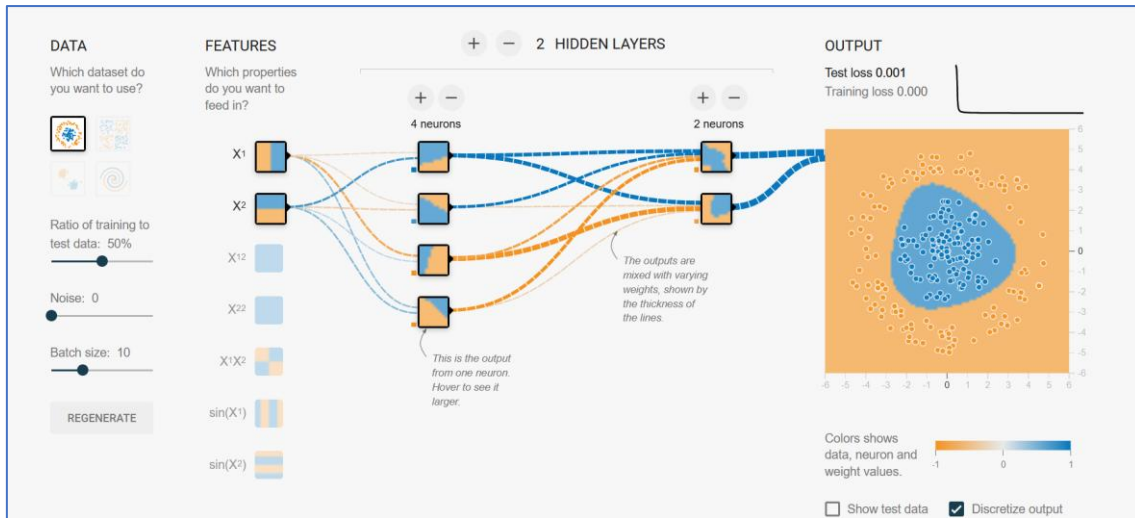 DATA
Which dataset do
you want to use?
Ratio of training to
test data: 50%
Noise: 0
Batch size: 10
REGENERATE
FEATURES
Which properties
do you want to
feed in?
X1
X2
X12
X22
X1X2
sin(X1)
sin(X2)
+ − 2 HIDDEN LAYERS
+ −
4 neurons
+ −
2 neurons
This is the output
from one neuron.
Hover to see it
larger.
The outputs are
mixed with varying
weights, shown by
the thickness of
the lines.
OUTPUT
Test loss 0.001
Training loss 0.000
6
5
4
3
2
1
0
-1
-2
-3
-4
-5
-6
-6 -5 -4 -3 -2 -1 0 1 2 3 4 5 6
Colors shows
data, neuron and
weight values.
-1 0 1
Show test data
Discretize output